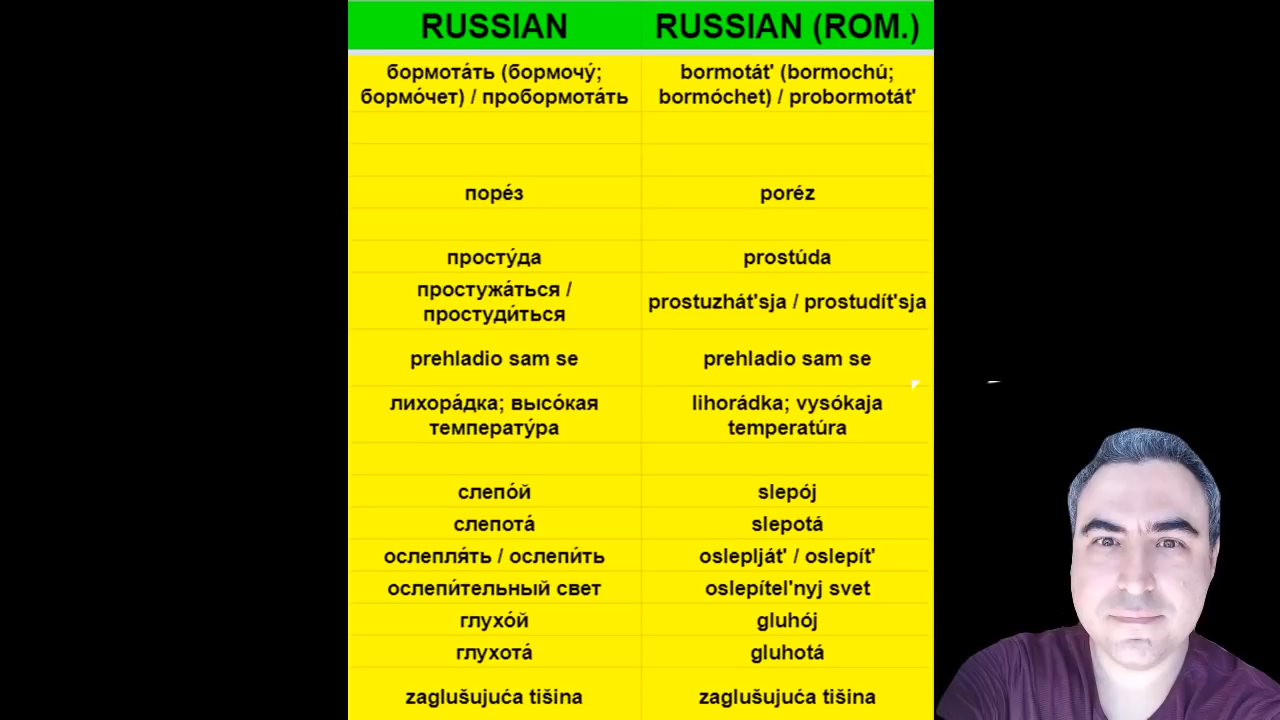 RUSSIAN RUSSIAN (ROM.)
бормота́ть (бормочу́; bormotát' (bormochú;
бормо́чет) / пробормота́ть bormóchet) / probormotát'
поре́з poréz
просту́да prostúda
простужа́ться / простуди́ться prostuzhát'sja / prostudít'sja
prehladio sam se prehladio sam se
лихора́дка; высо́кая lihorádka; vysókaja
температу́ра temperatúra
слепо́й slepój
слепота́ slepotá
ослепля́ть / ослепи́ть oslepljáť / oslepíť
ослепи́тельный свет oslepítel'nyj svet
глухо́й gluhój
глухота́ gluhotá
zaglušujuća tišina zaglušujuća tišina